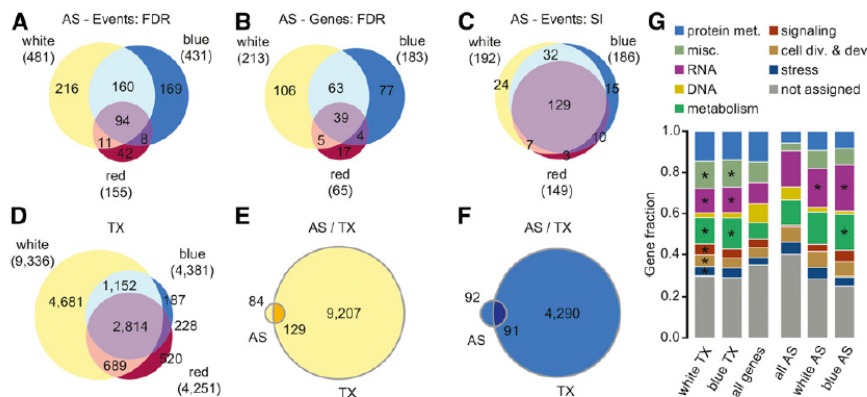 A AS - Events: FDR
white
(481)
blue
(431)
216
160
169
94
11
8
42
red
(155)
B AS - Genes: FDR
white
(213)
blue
(183)
106
63
77
39
5
4
17
red
(65)
C AS - Events: SI
white
(192)
blue
(186)
32
24
15
129
7
10
3
red
(149)
D TX
white
(9,336)
blue
(4,381)
1,152
4,681
187
2,814
228
689
520
red
(4,251)
E AS / TX
84
9,207
AS
129
TX
F AS / TX
92
4,290
AS
91
TX
G
protein met.
misc.
RNA
DNA
metabolism
signaling
cell div. & dev
stress
not assigned
Gene fraction
1.0
0.8
0.6
0.4
0.2
0.0
* *
* * * *
* * *
*
*
*
white TX
blue TX
all genes
all AS
white AS
blue AS